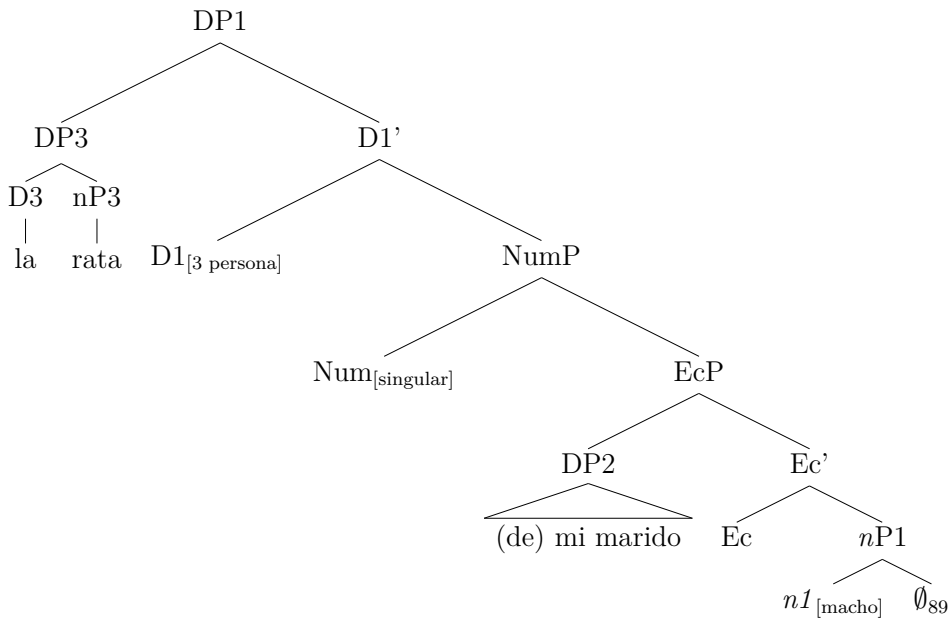 DP1
DP3 D1’
D3 nP3
la rata D1[3 persona] NumP
Num[singular] EcP
DP2 Ec’
(de) mi marido Ec nP1
n1[macho] ∅89